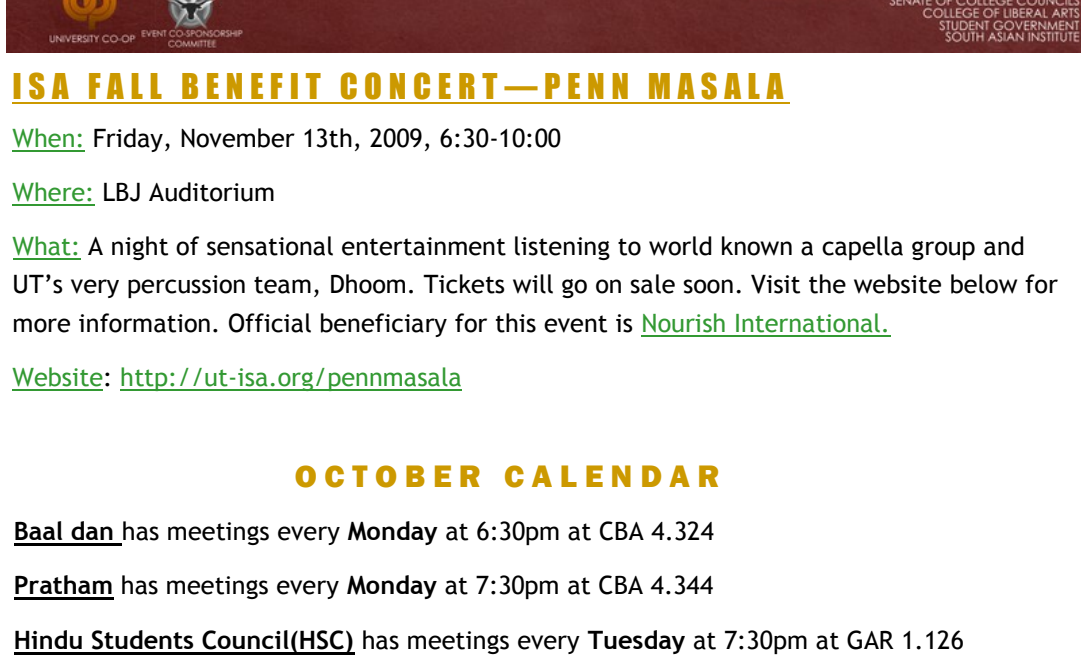 SENATE OF COLLEGE COUNCILS
COLLEGE OF LIBERAL ARTS
STUDENT GOVERNMENT
SOUTH ASIAN INSTITUTE
UNIVERSITY CO-OP
EVENT CO-SPONSORSHIP
COMMITTEE
ISA FALL BENEFIT CONCERT—PENN MASALA
When: Friday, November 13th, 2009, 6:30-10:00
Where: LBJ Auditorium
What: A night of sensational entertainment listening to world known a capella group and
UT’s very percussion team, Dhoom. Tickets will go on sale soon. Visit the website below for
more information. Official beneficiary for this event is Nourish International.
Website: http://ut-isa.org/pennmasala
OCTOBER CALENDAR
Baal dan has meetings every Monday at 6:30pm at CBA 4.324
Pratham has meetings every Monday at 7:30pm at CBA 4.344
Hindu Students Council(HSC) has meetings every Tuesday at 7:30pm at GAR 1.126